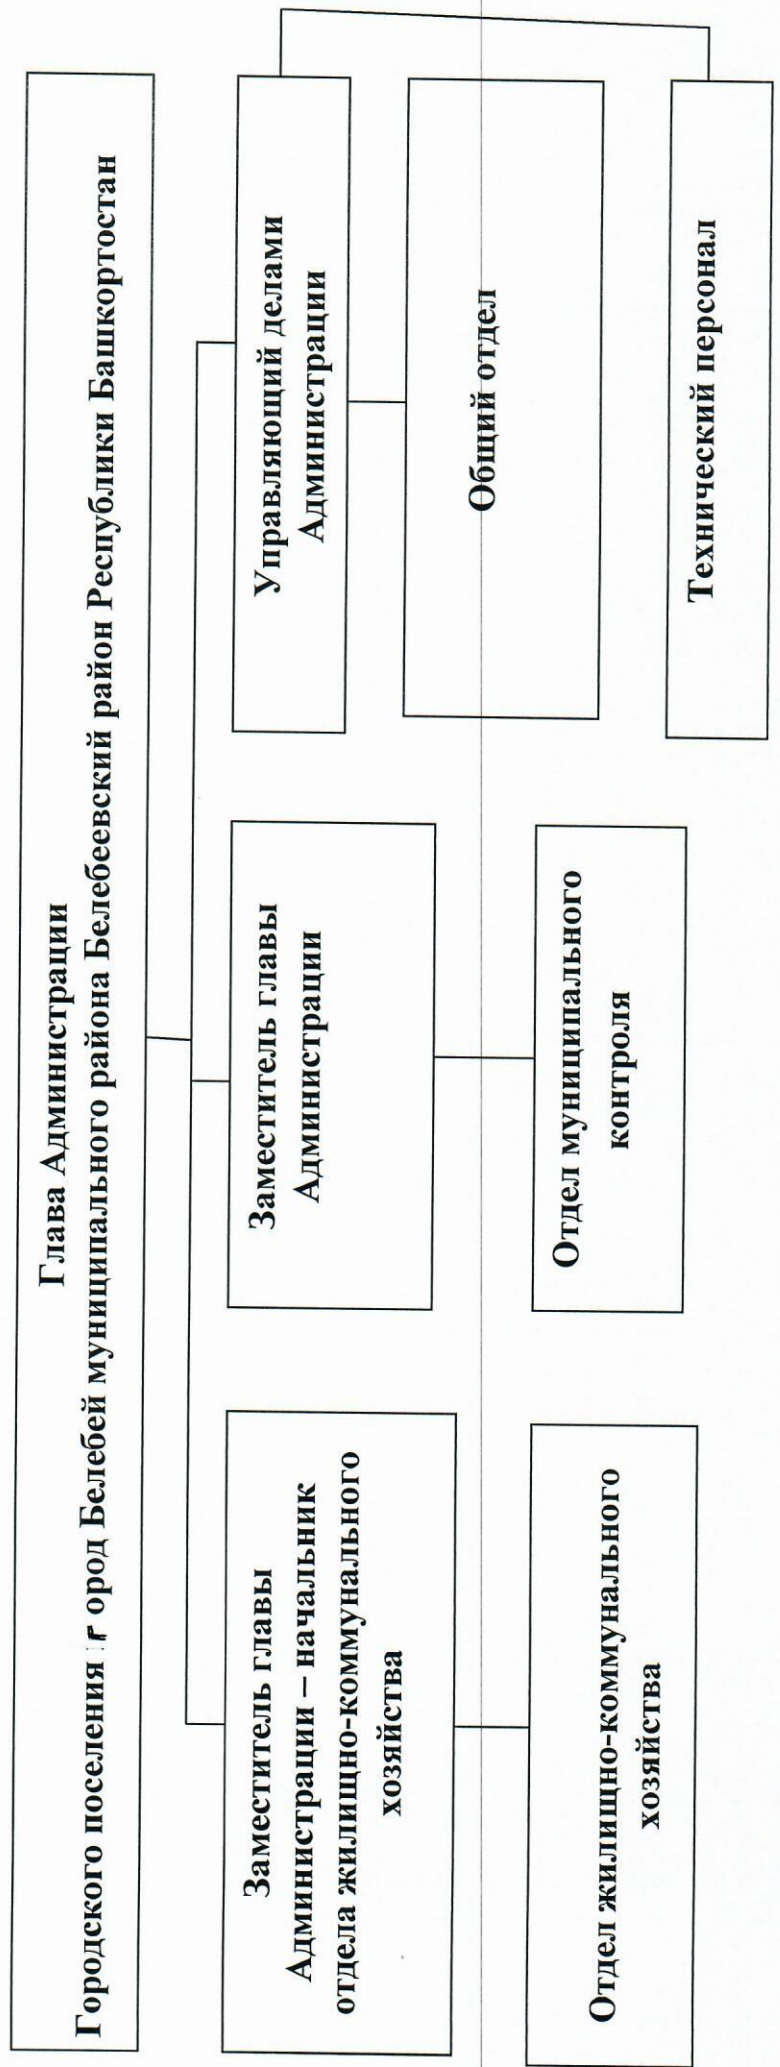 Глава Администрации
Городского поселения город Белебей муниципального района Белебеевский район Республики Башкортостан
Заместитель главы
Администрации – начальник
отдела жилищно-коммунального
хозяйства
Заместитель главы
Администрации
Управляющий делами
Администрации
Отдел жилищно-коммунального
хозяйства
Отдел муниципального
контроля
Общий отдел
Технический персонал